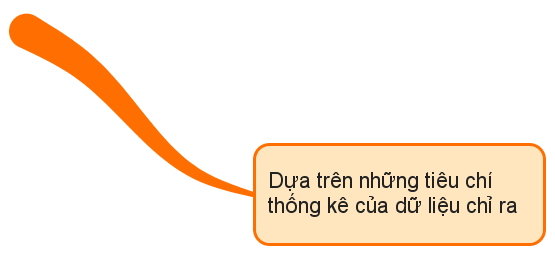 Dựa trên những tiêu chí
thống kê của dữ liệu chỉ ra